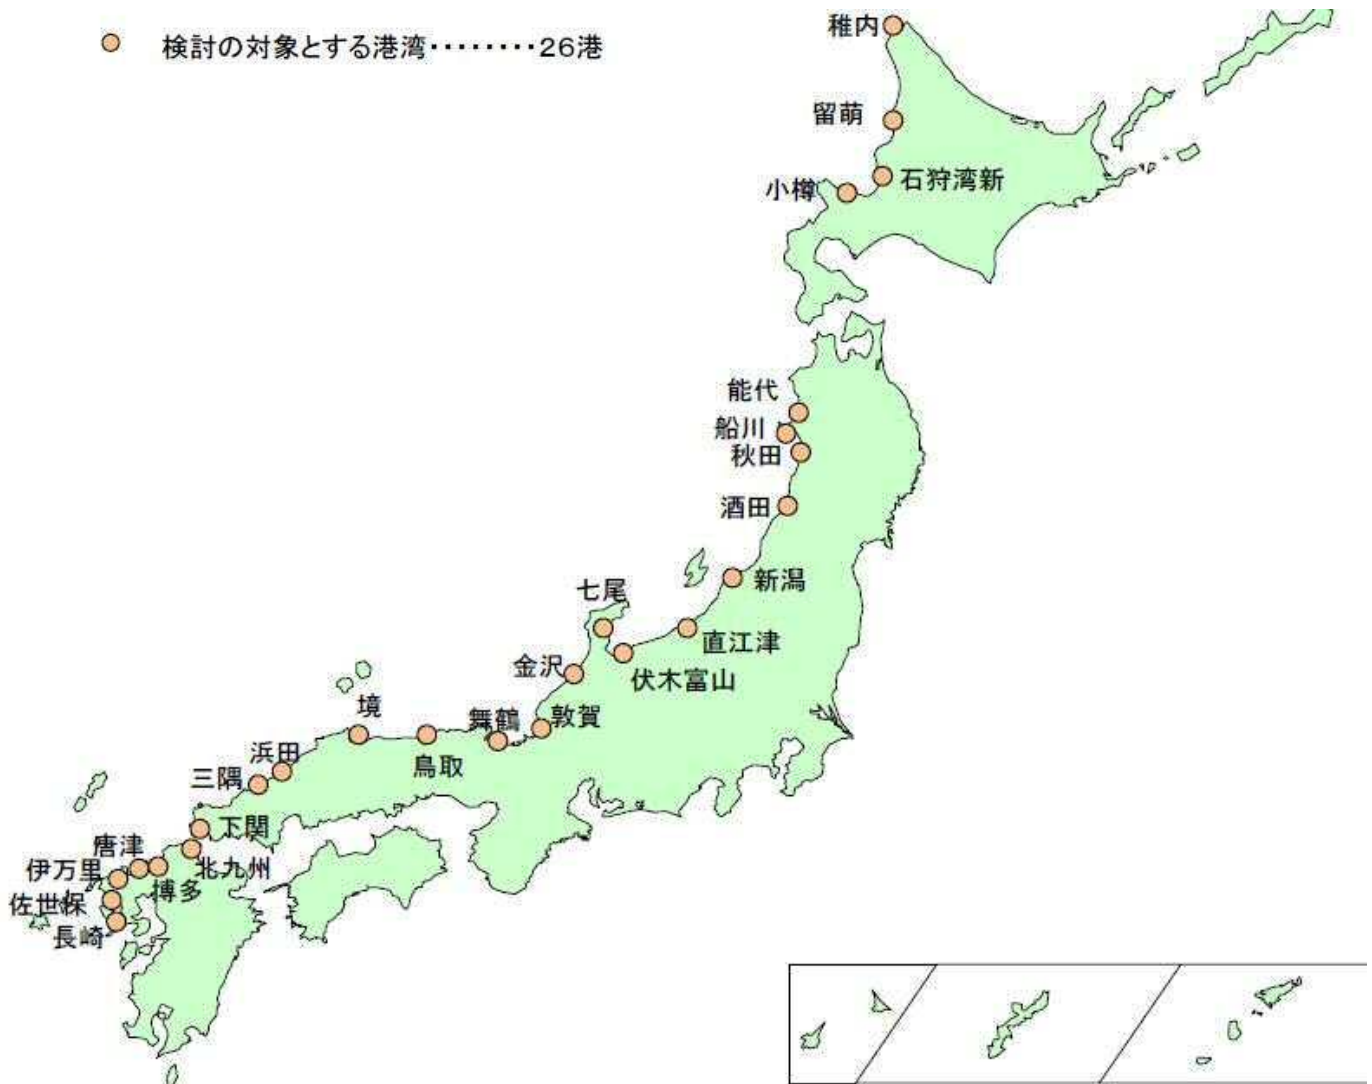 検討の対象とする港湾････････26港
稚内
留萌
石狩湾新
小樽
能代
船川
秋田
酒田
新潟
七尾
直江津
金沢
伏木富山
境
舞鶴
敦賀
浜田
鳥取
三隅
下関
唐津
北九州
伊万里
博多
佐世保
長崎